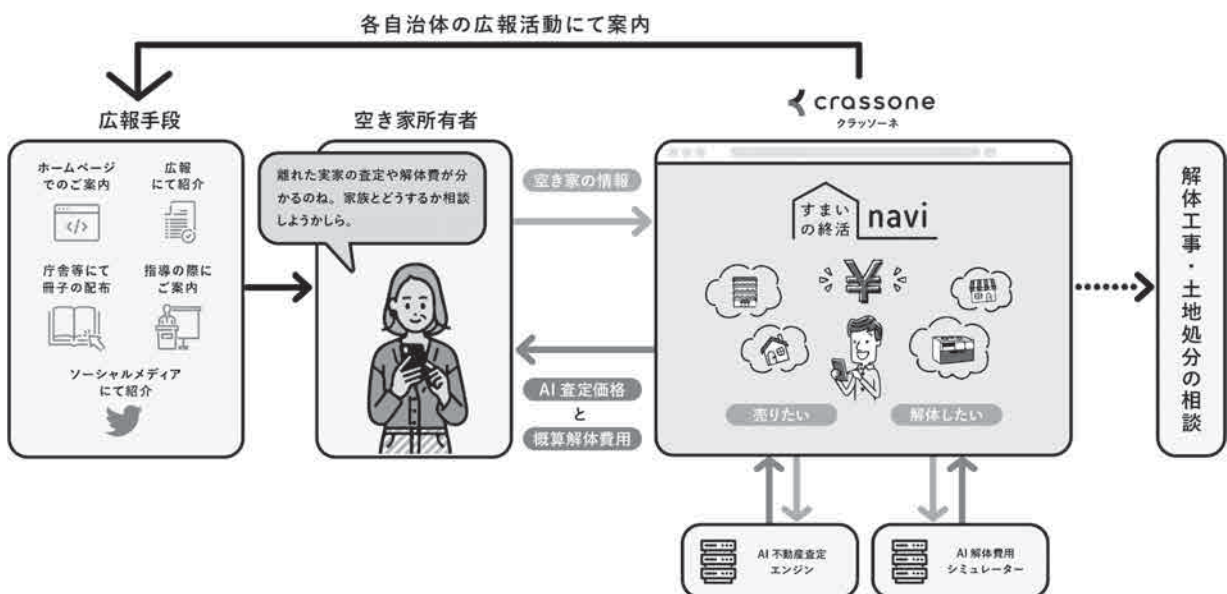 各自治体の広報活動にて案内
広報手段
ホームページ
でのご案内
広報
にて紹介
</>
庁舎等にて
冊子の配布
指導の際に
ご案内
ソーシャルメディア
にて紹介
空き家所有者
離れた実家の査定や解体費が分
かるのね。家族とどうするか相談
しようかしら。
空き家の情報
AI 査定価格
と
概算解体費用
crassone
クラッソーネ
すまい
の終活
navi
¥
売りたい
解体したい
AI 不動産査定
エンジン
AI 解体費用
シミュレーター
解体工事・土地処分の相談